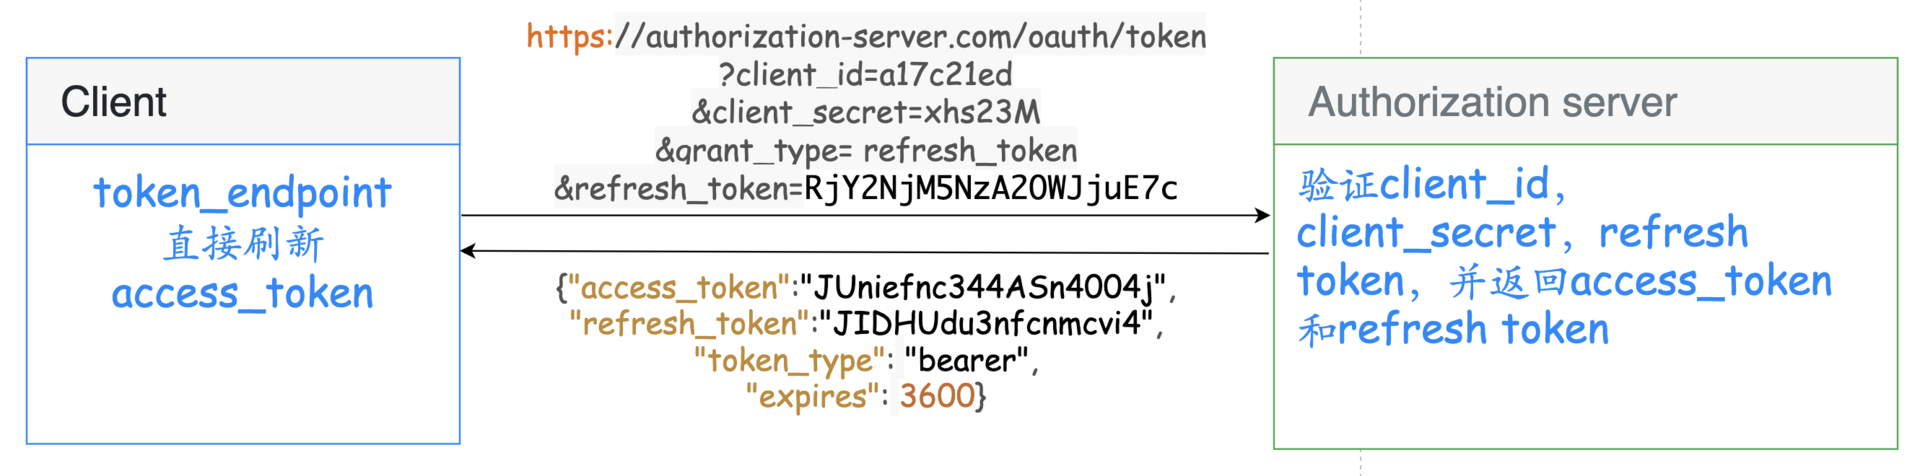 Client
token_endpoint
直接刷新
access_token
https://authorization-server.com/oauth/token
?client_id=a17c21ed
&client_secret=xhs23M
&grant_type= refresh_token
&refresh_token=RjY2NjM5NzA2OWJjuE7c
{"access_token":"JUniefnc344ASn4004j",
"refresh_token":"JIDHUdu3nfcnmcvi4",
"token_type": "bearer",
"expires": 3600}
Authorization server
验证client_id，
client_secret，refresh
token，并返回access_token
和refresh token